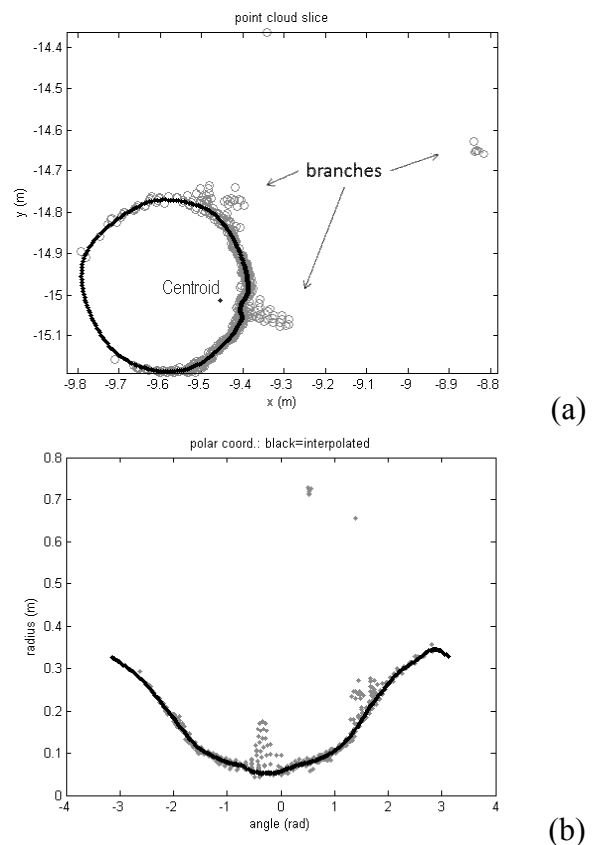 point cloud slice
-14.4
-14.5
-14.6
-14.7
-14.8
-14.9
-15
-15.1
y (m)
branches
Centroid
-9.8 -9.7 -9.6 -9.5 -9.4 -9.3 -9.2 -9.1 -9 -8.9 -8.8
x (m)
(a)
polar coord.: black=interpolated
0.8
0.7
0.6
0.5
0.4
0.3
0.2
0.1
0
radius (m)
-4 -3 -2 -1 0 1 2 3 4
angle (rad)
(b)